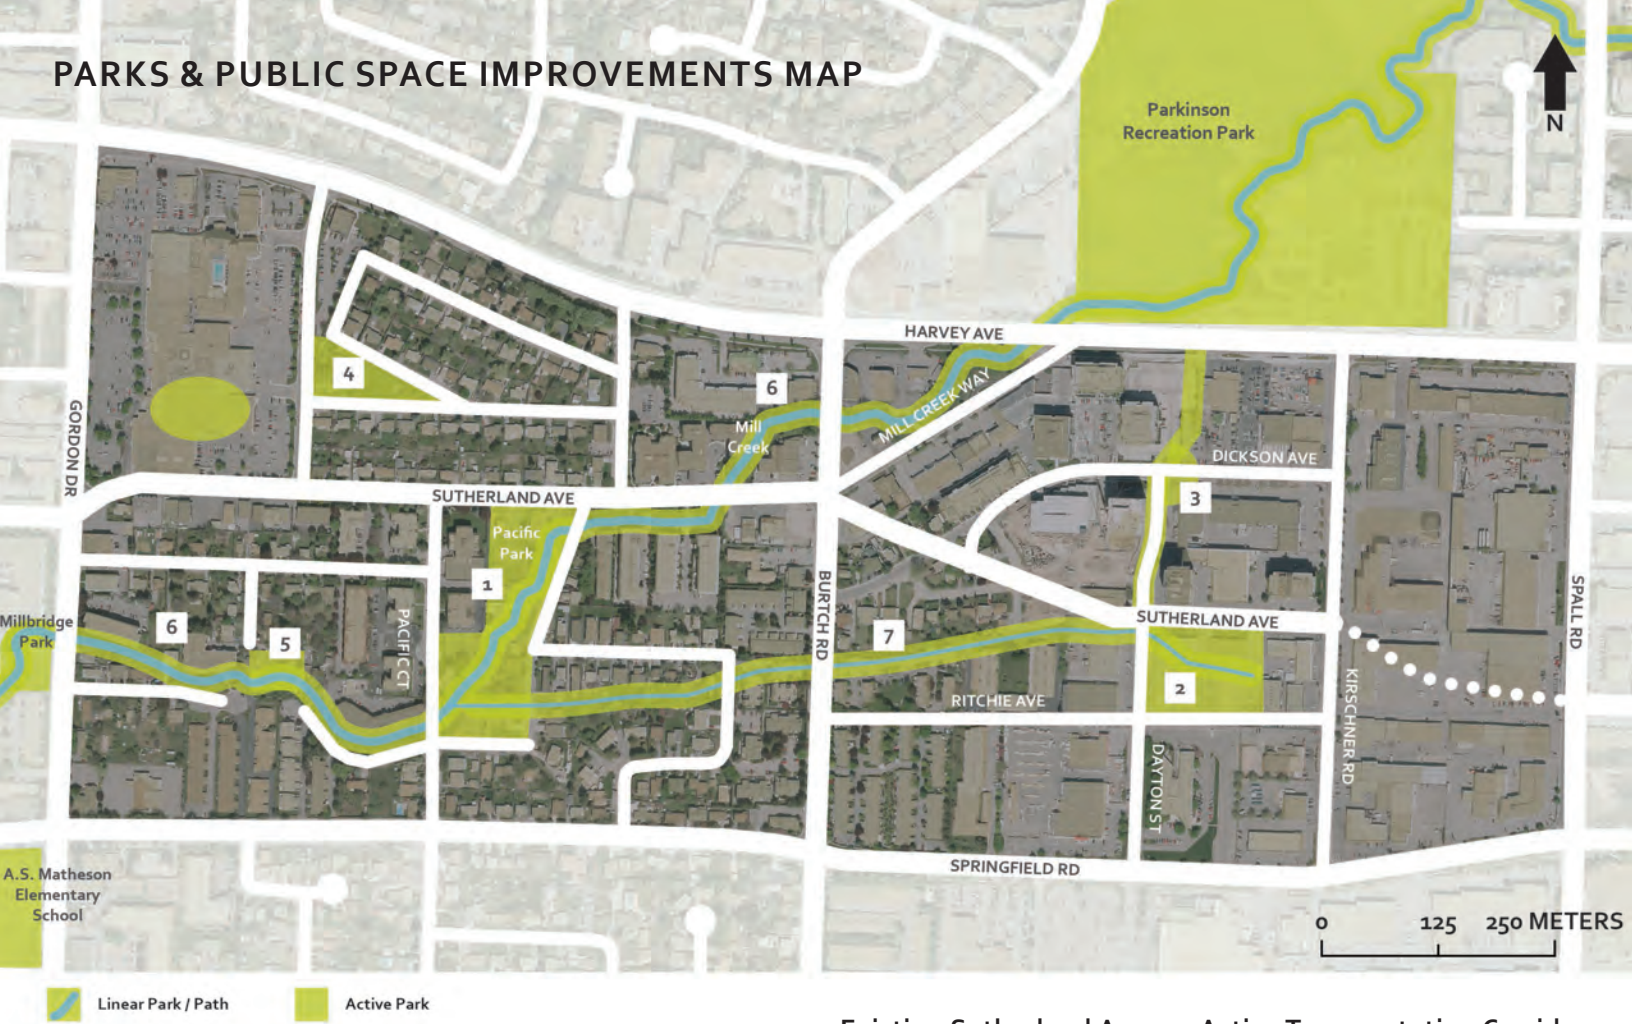 PARKS & PUBLIC SPACE IMPROVEMENTS MAP
Parkinson
Recreation Park
N
HARVEY AVE
4
6
MILL CREEK WAY
Mill
Creek
GORDON DR
DICKSON AVE
SUTHERLAND AVE
3
Pacific
Park
1
BURTCH RD
SPALL RD
Millbridge
Park
6
5
PACIFIC CT
7
SUTHERLAND AVE
2
RITCHIE AVE
KIRSCHNER RD
DAYTON ST
SPRINGFIELD RD
A.S. Matheson
Elementary
School
0 125 250 METERS
Linear Park / Path
Active Park